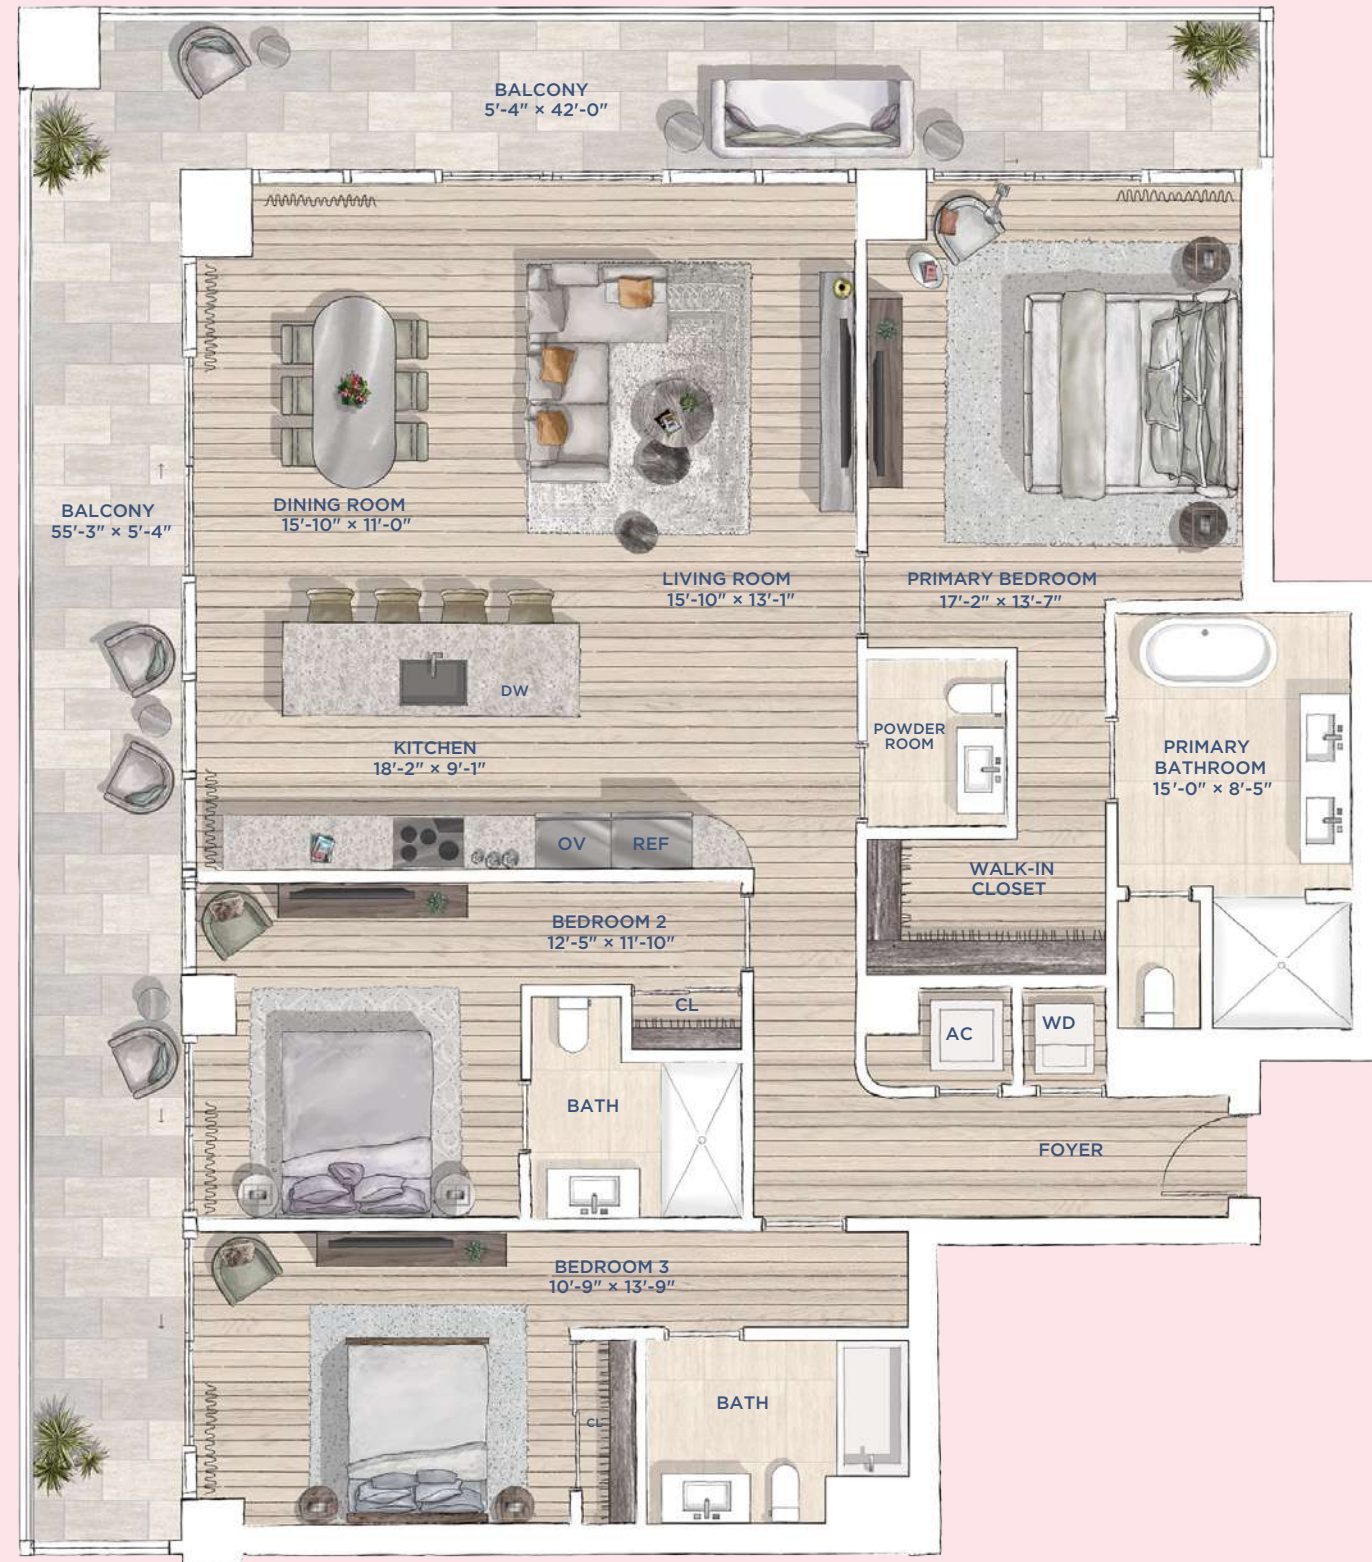 BALCONY
5'-4" × 42'-0"
BALCONY
55'-3" × 5'-4"
DINING ROOM
15'-10" × 11'-0"
LIVING ROOM
15'-10" × 13'-1"
PRIMARY BEDROOM
17'-2" × 13'-7"
DW
KITCHEN
18'-2" × 9'-1"
POWDER
ROOM
PRIMARY
BATHROOM
15'-0" × 8'-5"
OV
REF
WALK-IN
CLOSET
BEDROOM 2
12'-5" × 11'-10"
CL
AC
WD
BATH
FOYER
BEDROOM 3
10'-9" × 13'-9"
BATH
CL